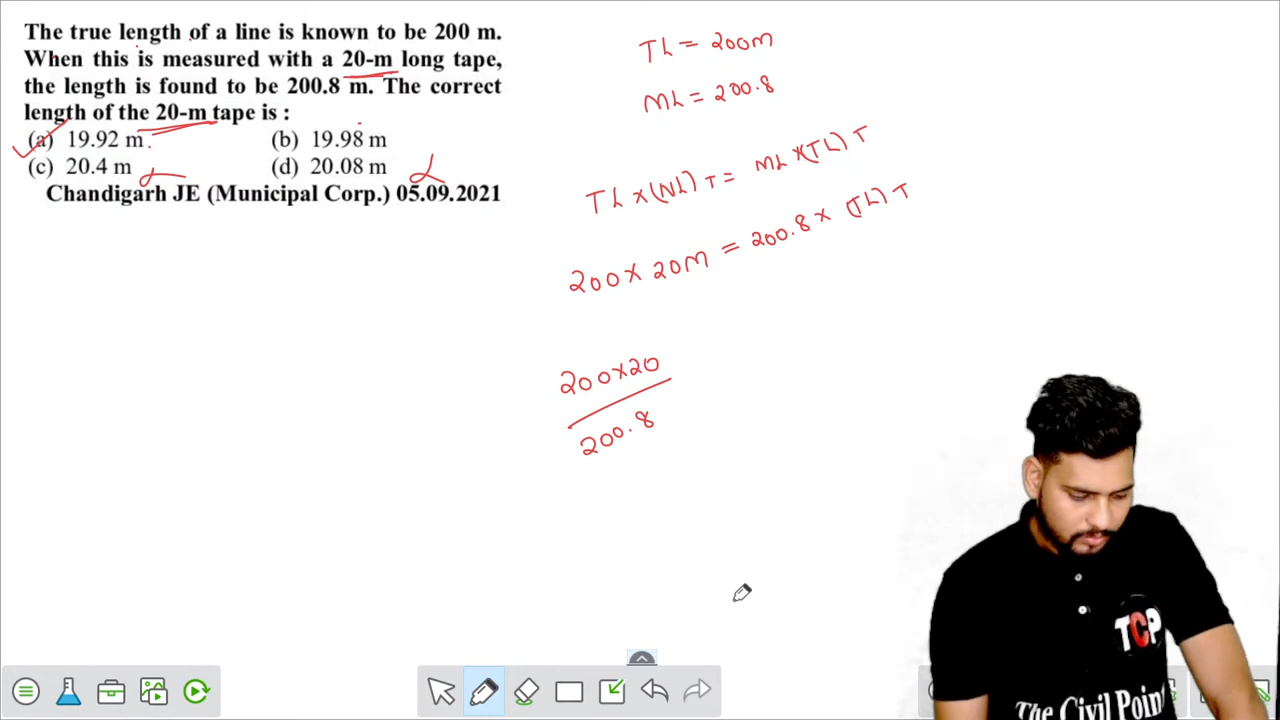 The true length of a line is known to be 200 m.
When this is measured with a 20-m long tape,
the length is found to be 200.8 m. The correct
length of the 20-m tape is :
(a) 19.92 m (b) 19.98 m
(c) 20.4 m (d) 20.08 m
Chandigarh JE (Municipal Corp.) 05.09.2021
TL = 200m
ML = 200.8
TL × (NL) T = ML × (TL) T
200 × 20M = 200.8 × (TL) T
200×20
200.8
TCP
The Civil Point